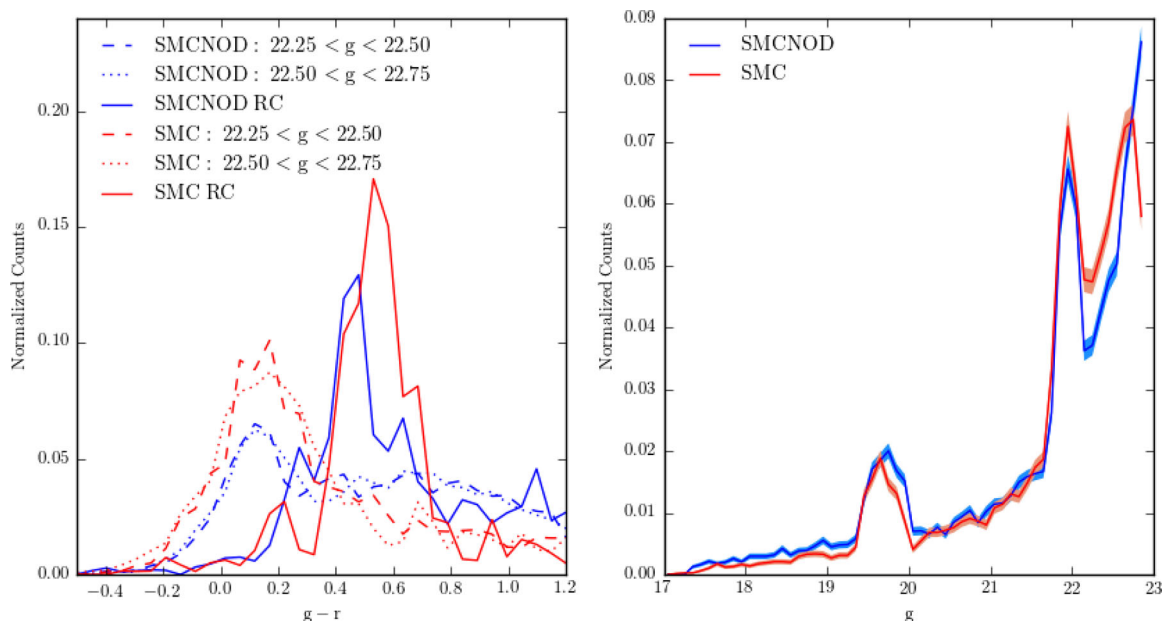 SMCNOD : 22.25 < g < 22.50
SMCNOD : 22.50 < g < 22.75
SMCNOD RC
SMC : 22.25 < g < 22.50
SMC : 22.50 < g < 22.75
SMC RC
Normalized Counts
0.20
0.15
0.10
0.05
0.00
−0.4 −0.2 0.0 0.2 0.4 0.6 0.8 1.0 1.2
g − r
SMCNOD
SMC
Normalized Counts
0.09
0.08
0.07
0.06
0.05
0.04
0.03
0.02
0.01
0.00
17 18 19 20 21 22 23
g